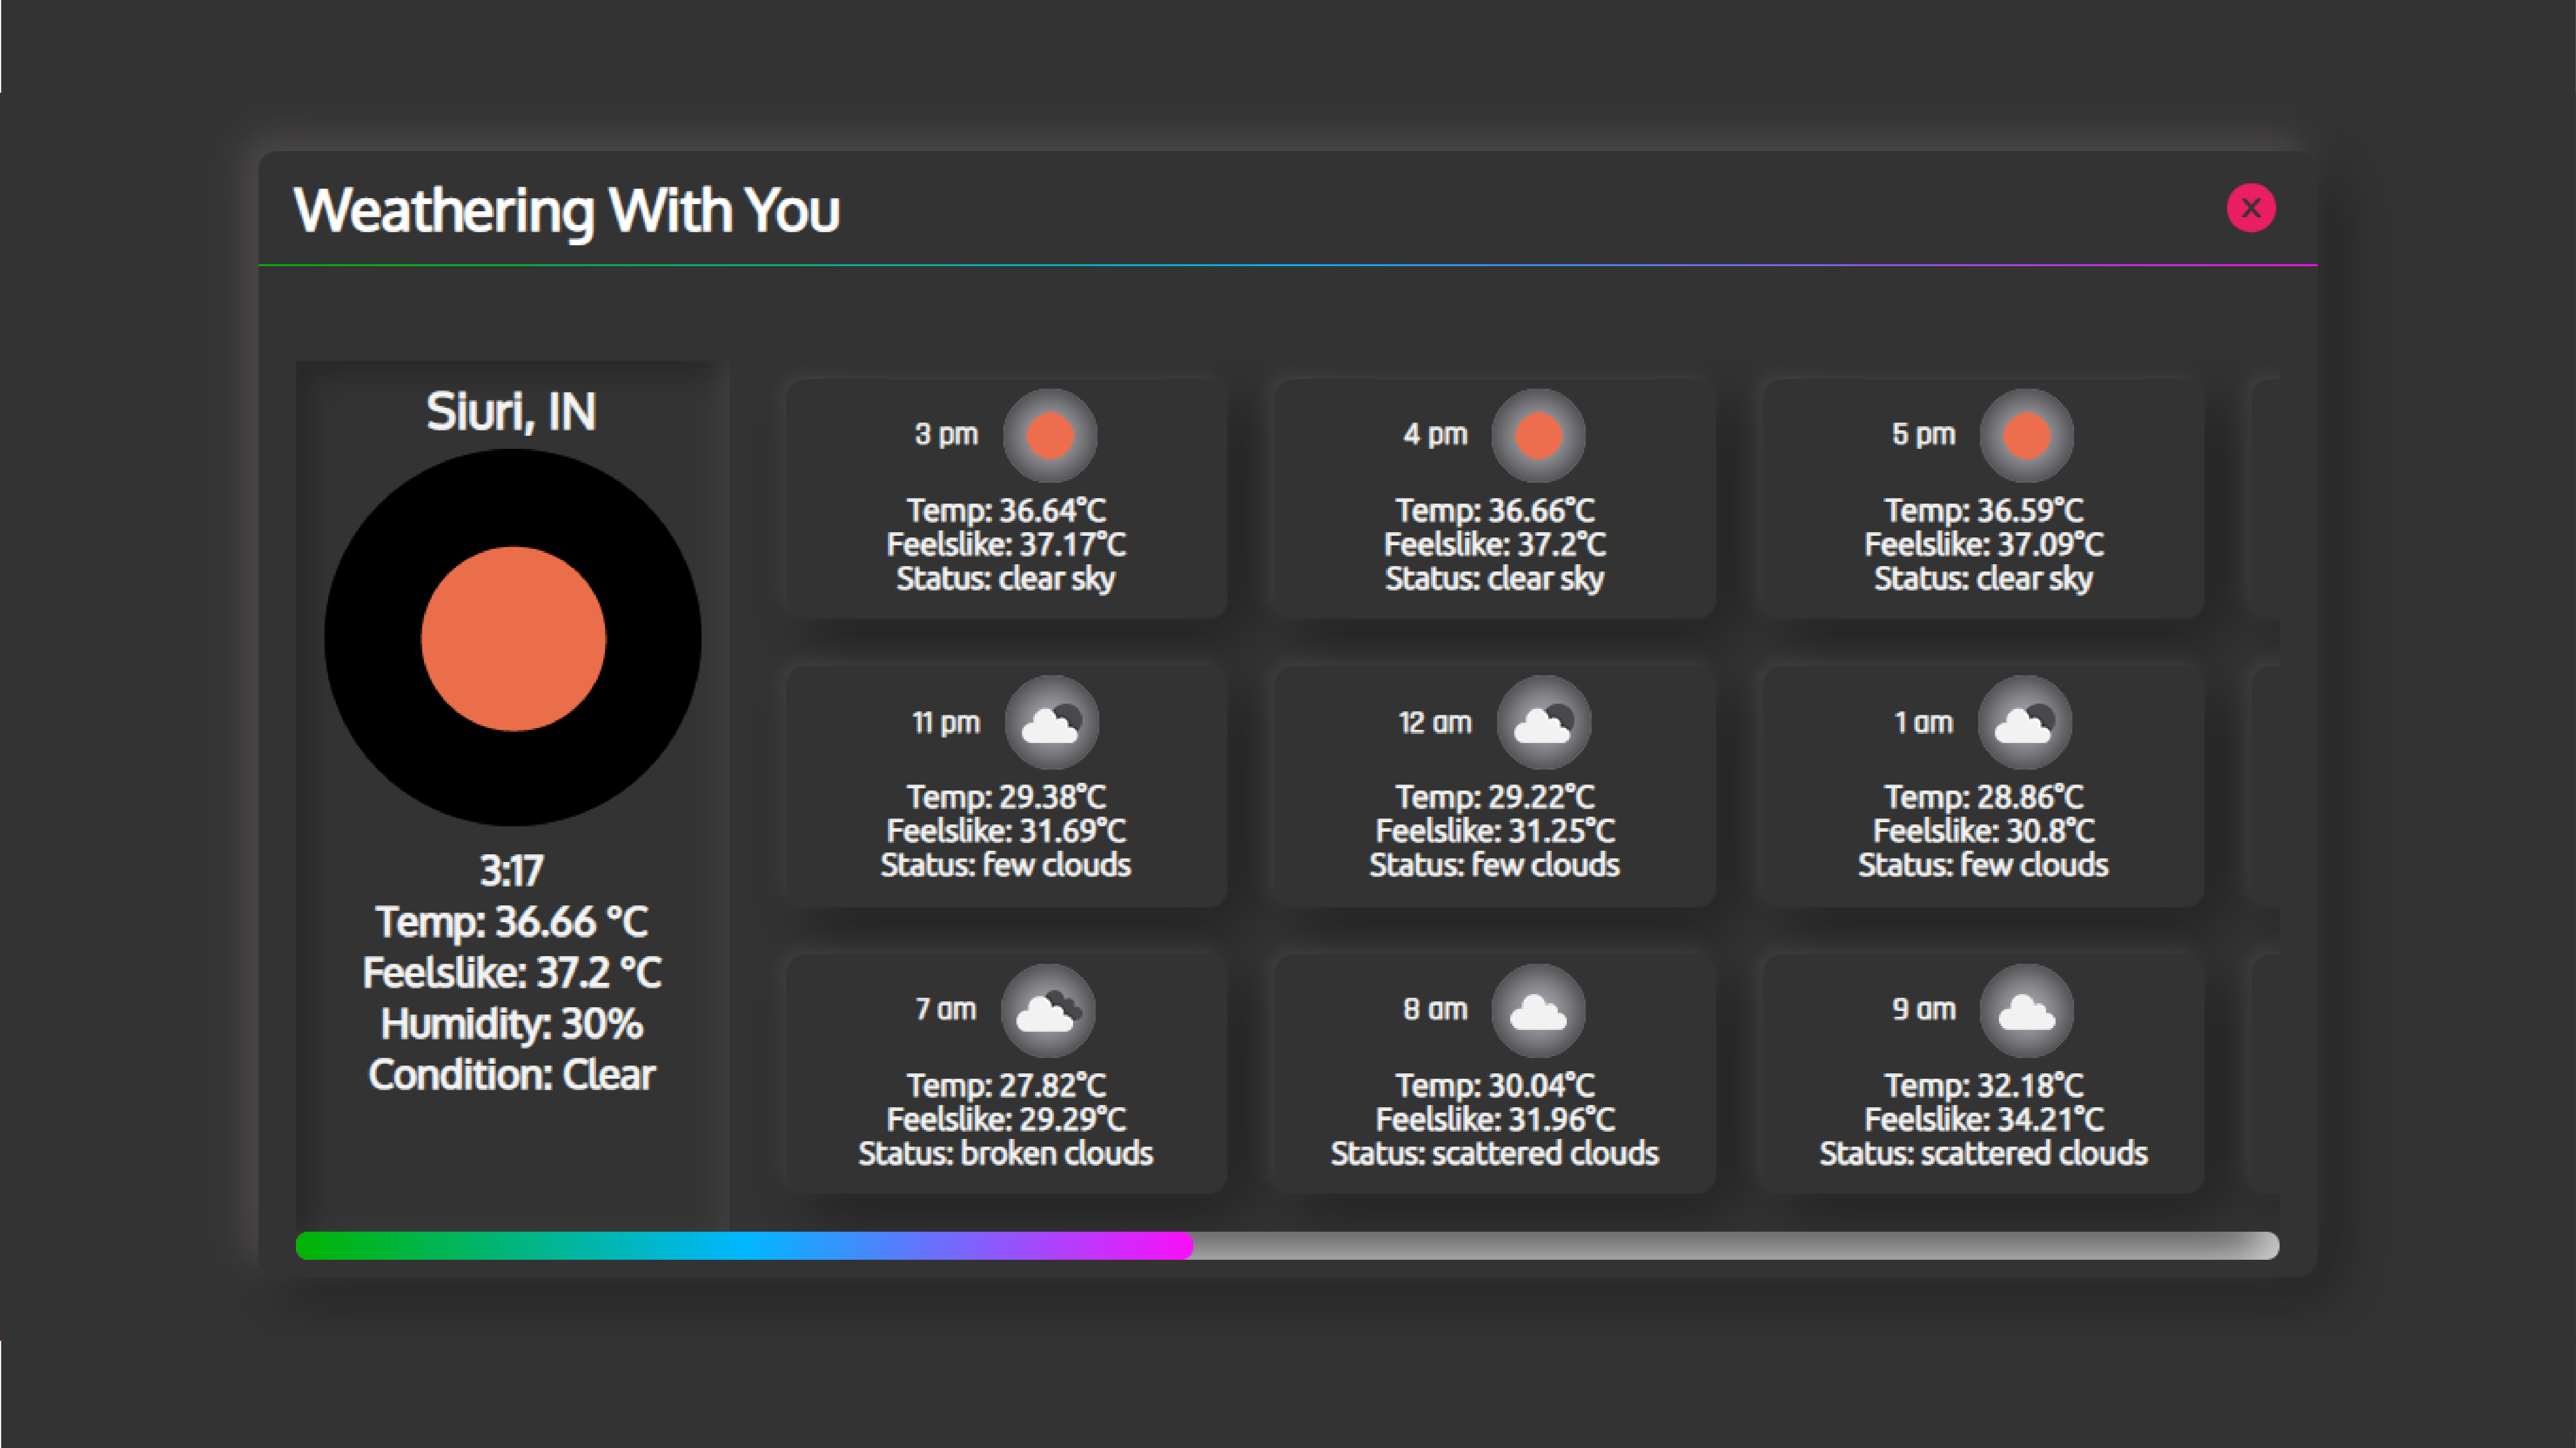 Weathering With You
x
Siuri, IN
3:17
Temp: 36.66 °C
Feelslike: 37.2 °C
Humidity: 30%
Condition: Clear
3 pm
Temp: 36.64°C
Feelslike: 37.17°C
Status: clear sky
4 pm
Temp: 36.66°C
Feelslike: 37.2°C
Status: clear sky
5 pm
Temp: 36.59°C
Feelslike: 37.09°C
Status: clear sky
11 pm
Temp: 29.38°C
Feelslike: 31.69°C
Status: few clouds
12 am
Temp: 29.22°C
Feelslike: 31.25°C
Status: few clouds
1 am
Temp: 28.86°C
Feelslike: 30.8°C
Status: few clouds
7 am
Temp: 27.82°C
Feelslike: 29.29°C
Status: broken clouds
8 am
Temp: 30.04°C
Feelslike: 31.96°C
Status: scattered clouds
9 am
Temp: 32.18°C
Feelslike: 34.21°C
Status: scattered clouds